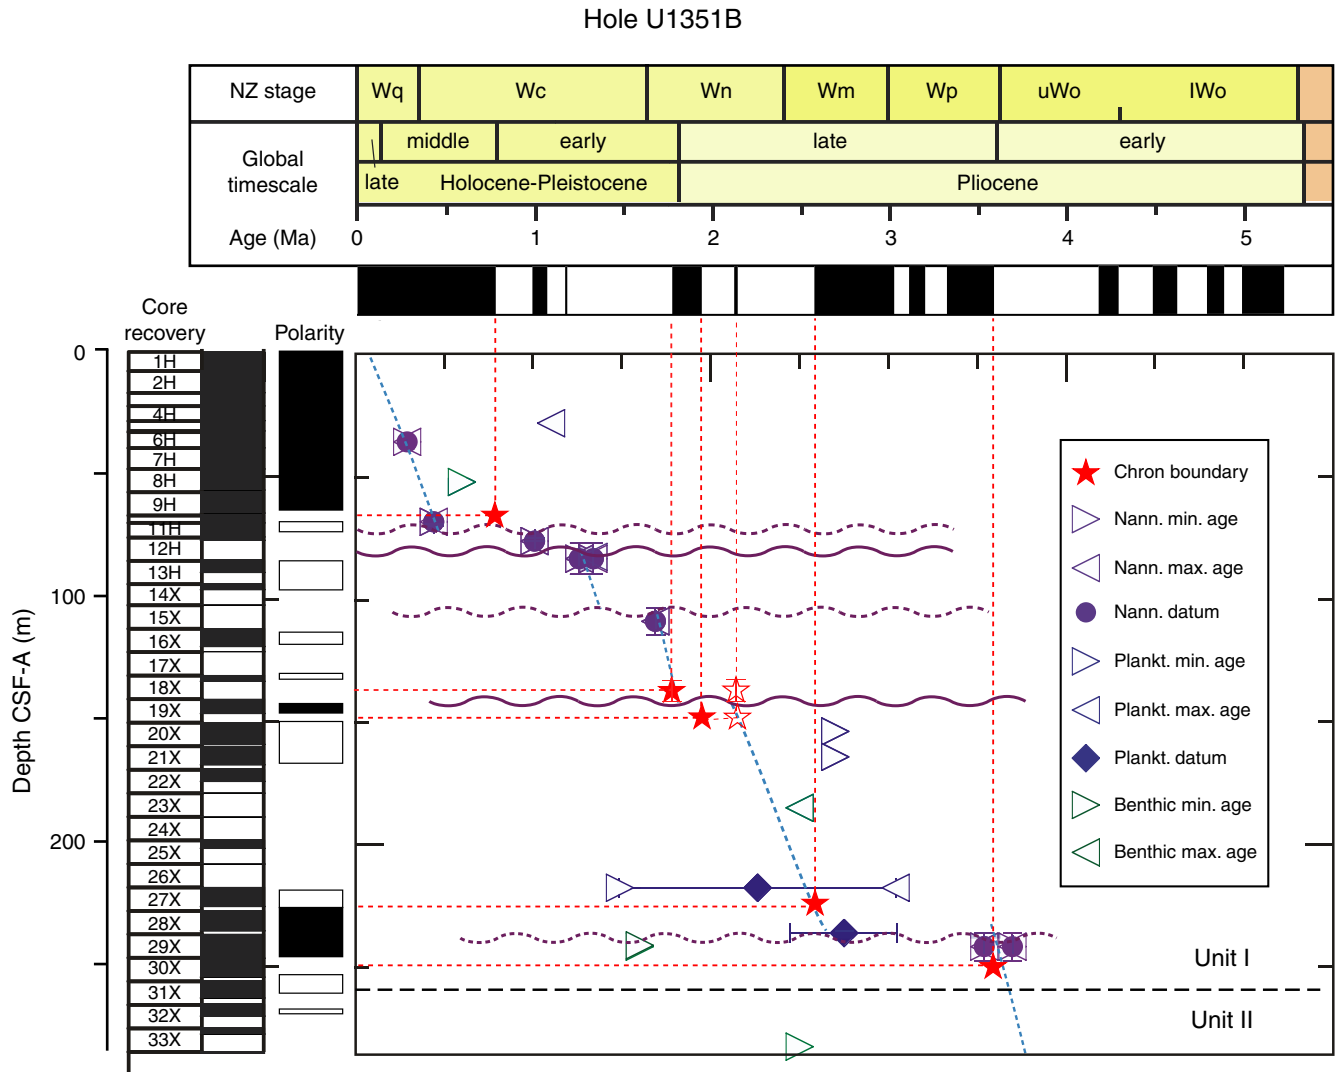 Hole U1351B
NZ stage
Wq Wc Wn Wm Wp uWo lWo
Global
timescale
middle early late early
late Holocene-Pleistocene Pliocene
Age (Ma)
0 1 2 3 4 5
Core
recovery
Polarity
Depth CSF-A (m)
0
100
200
1H
2H
4H
6H
7H
8H
9H
11H
12H
13H
14X
15X
16X
17X
18X
19X
20X
21X
22X
23X
24X
25X
26X
27X
28X
29X
30X
31X
32X
33X
Chron boundary
Nann. min. age
Nann. max. age
Nann. datum
Plankt. min. age
Plankt. max. age
Plankt. datum
Benthic min. age
Benthic max. age
Unit I
Unit II